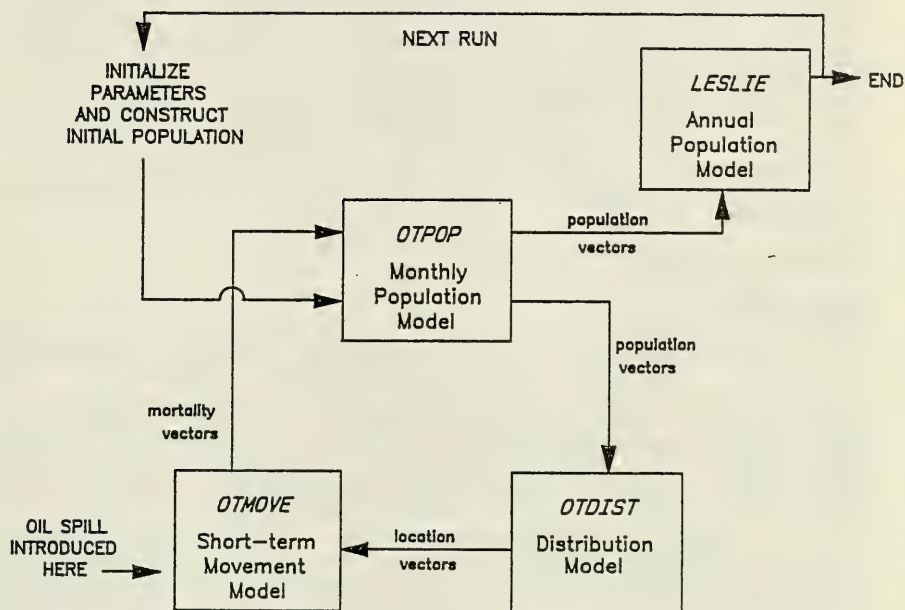 NEXT RUN
INITIALIZE
PARAMETERS
AND CONSTRUCT
INITIAL POPULATION
LESLIE
Annual
Population
Model
END
OTPOP
Monthly
Population
Model
population
vectors
population
vectors
mortality
vectors
OTMOVE
Short-term
Movement
Model
location
vectors
OTDIST
Distribution
Model
OIL SPILL
INTRODUCED
HERE